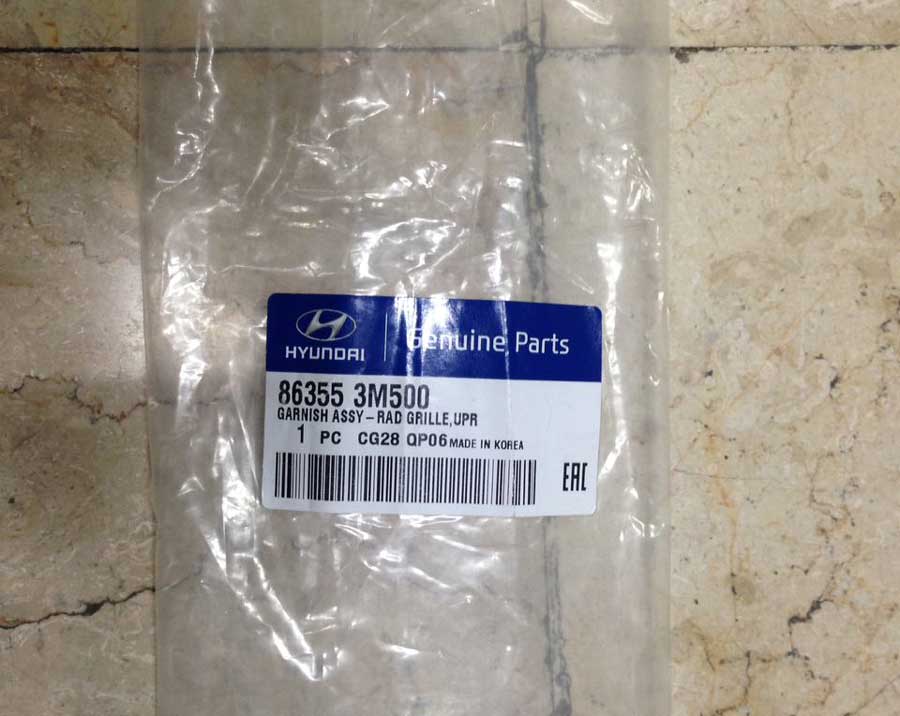 HYUNDAI
Genuine Parts
86355 3M500
GARNISH ASSY-RAD GRILLE,UPR
1 PC CG28 QP06 MADE IN KOREA
EAC